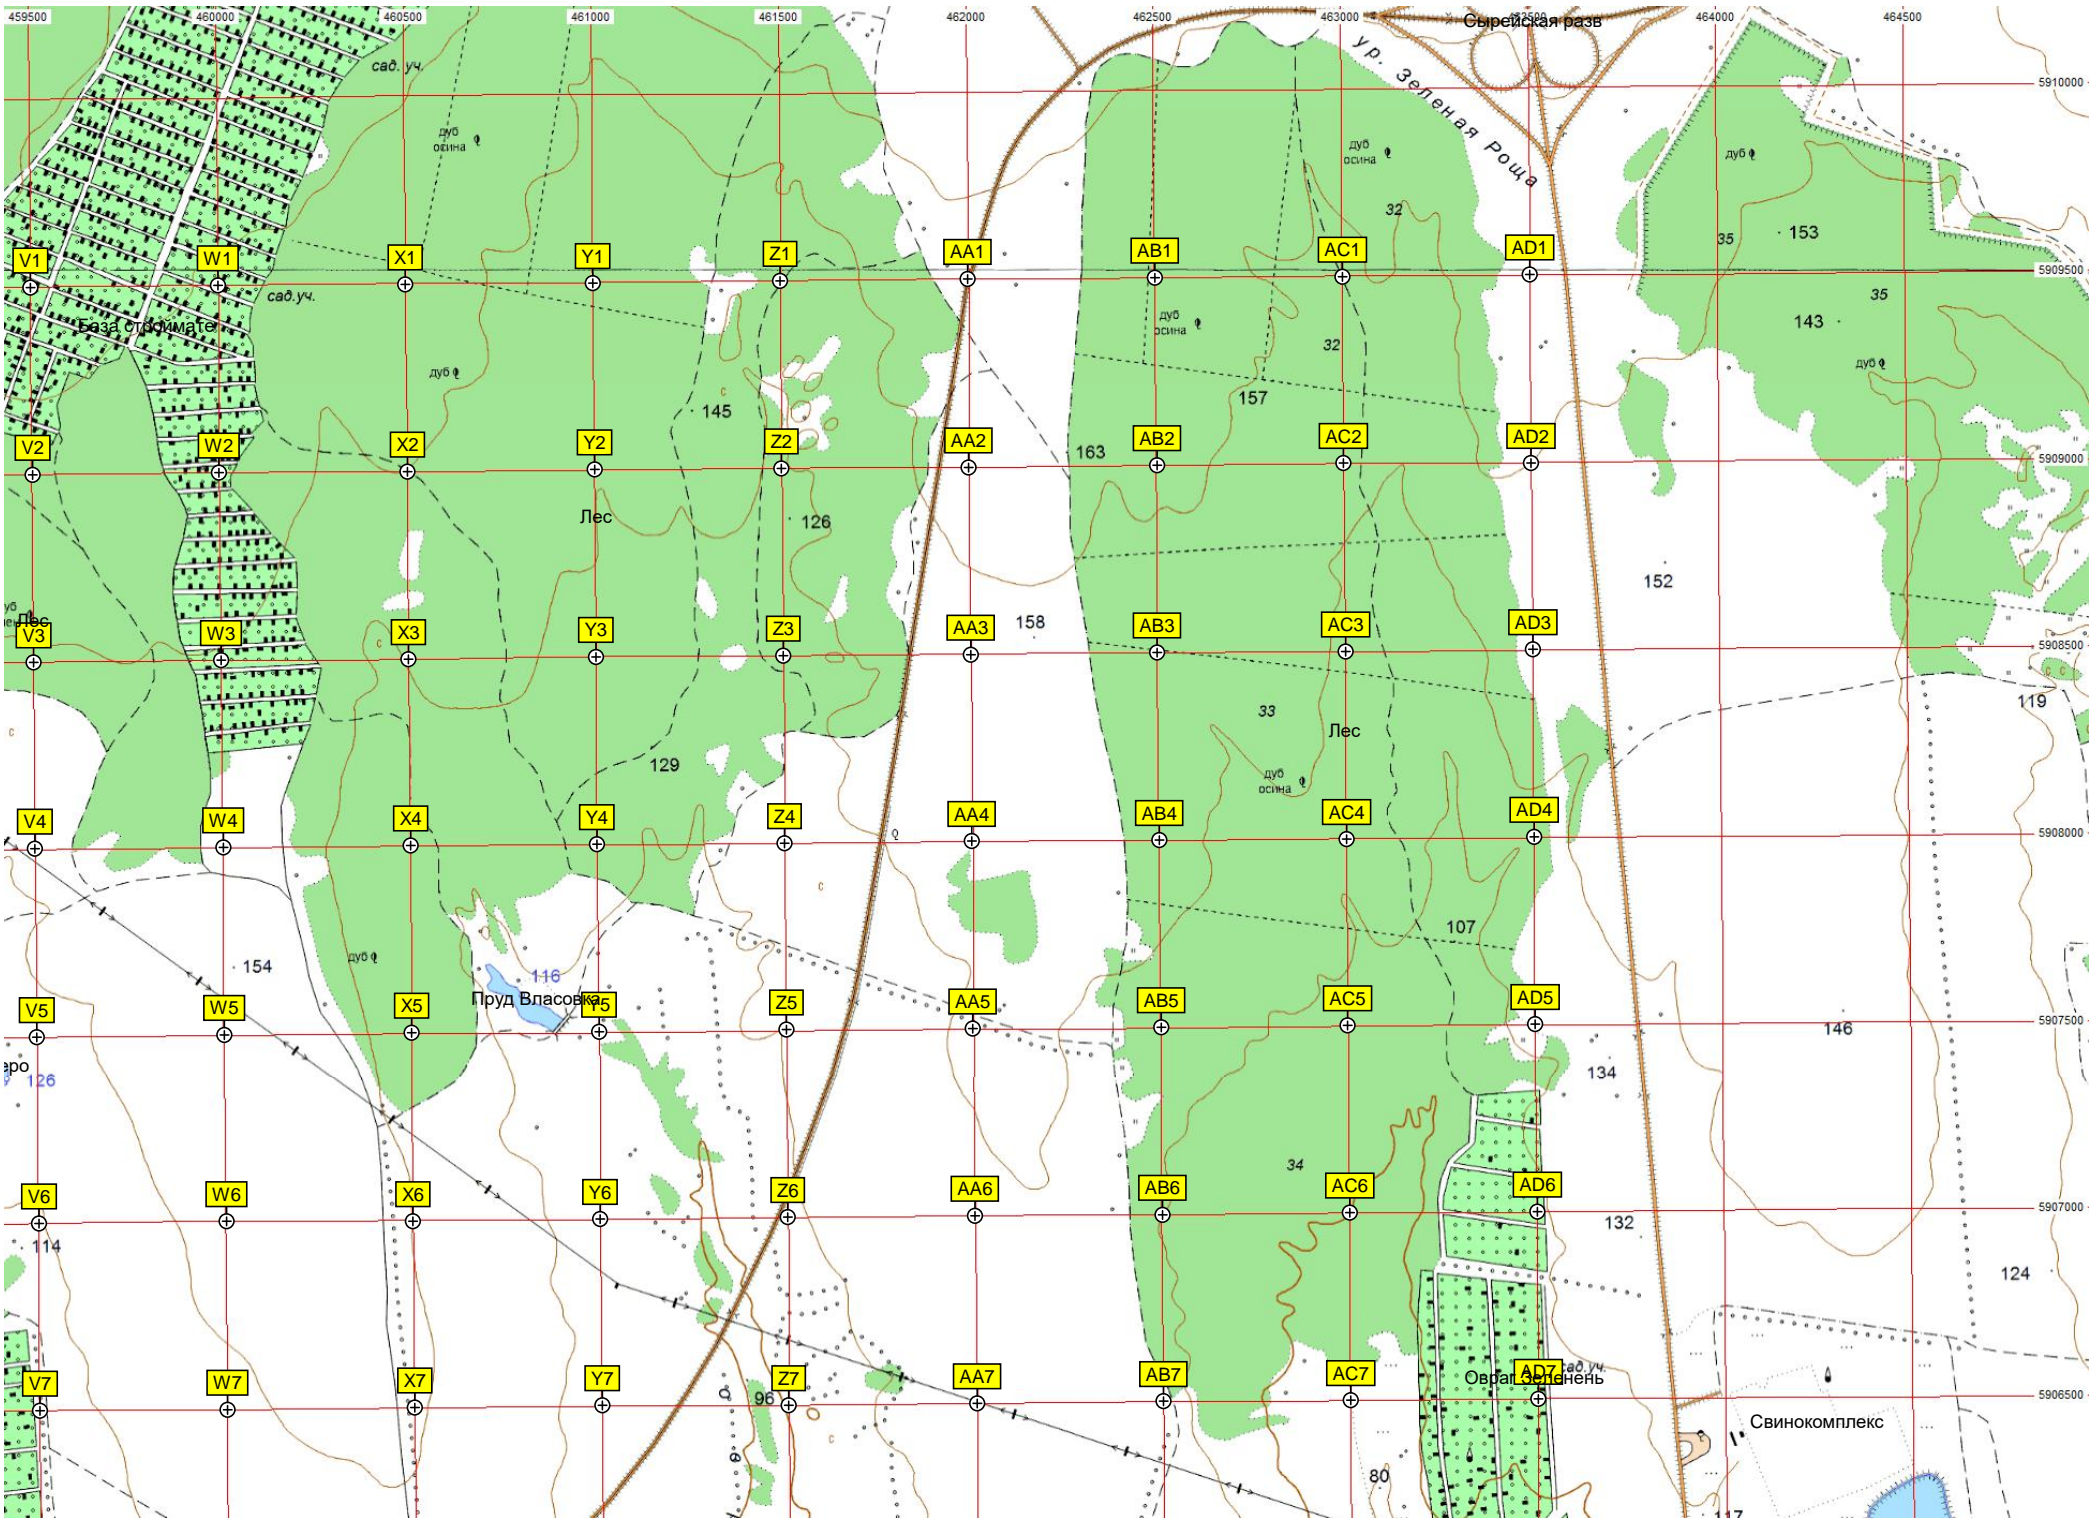 459500 460000 460500 461000 461500 462000 462500 463000 463500 464000 464500
Сырейская разв
ур. Зеленая Роща
сад. уч.
5910000
дуб
осина
дуб
осина
дуб
32
153
35
V1 W1 X1 Y1 Z1 AA1 AB1 AC1 AD1
5909500
сад.уч.
35
База строймате
дуб
осина
32
143
дуб
дуб
145
157
V2 W2 X2 Y2 Z2 AA2 AB2 AC2 AD2
163
5909000
Лес
126
152
Лес
158
V3 W3 X3 Y3 Z3 AA3 AB3 AC3 AD3
5908500
119
33
Лес
129
дуб
осина
V4 W4 X4 Y4 Z4 AA4 AB4 AC4 AD4
5908000
107
дуб
154
116
Пруд Власовка
V5 W5 X5 Y5 Z5 AA5 AB5 AC5 AD5
5907500
146
еро
126
134
34
V6 W6 X6 Y6 Z6 AA6 AB6 AC6 AD6
5907000
132
114
124
сад.уч.
Овраг Зеленень
V7 W7 X7 Y7 Z7 AA7 AB7 AC7 AD7
5906500
96
Свинокомплекс
80
117